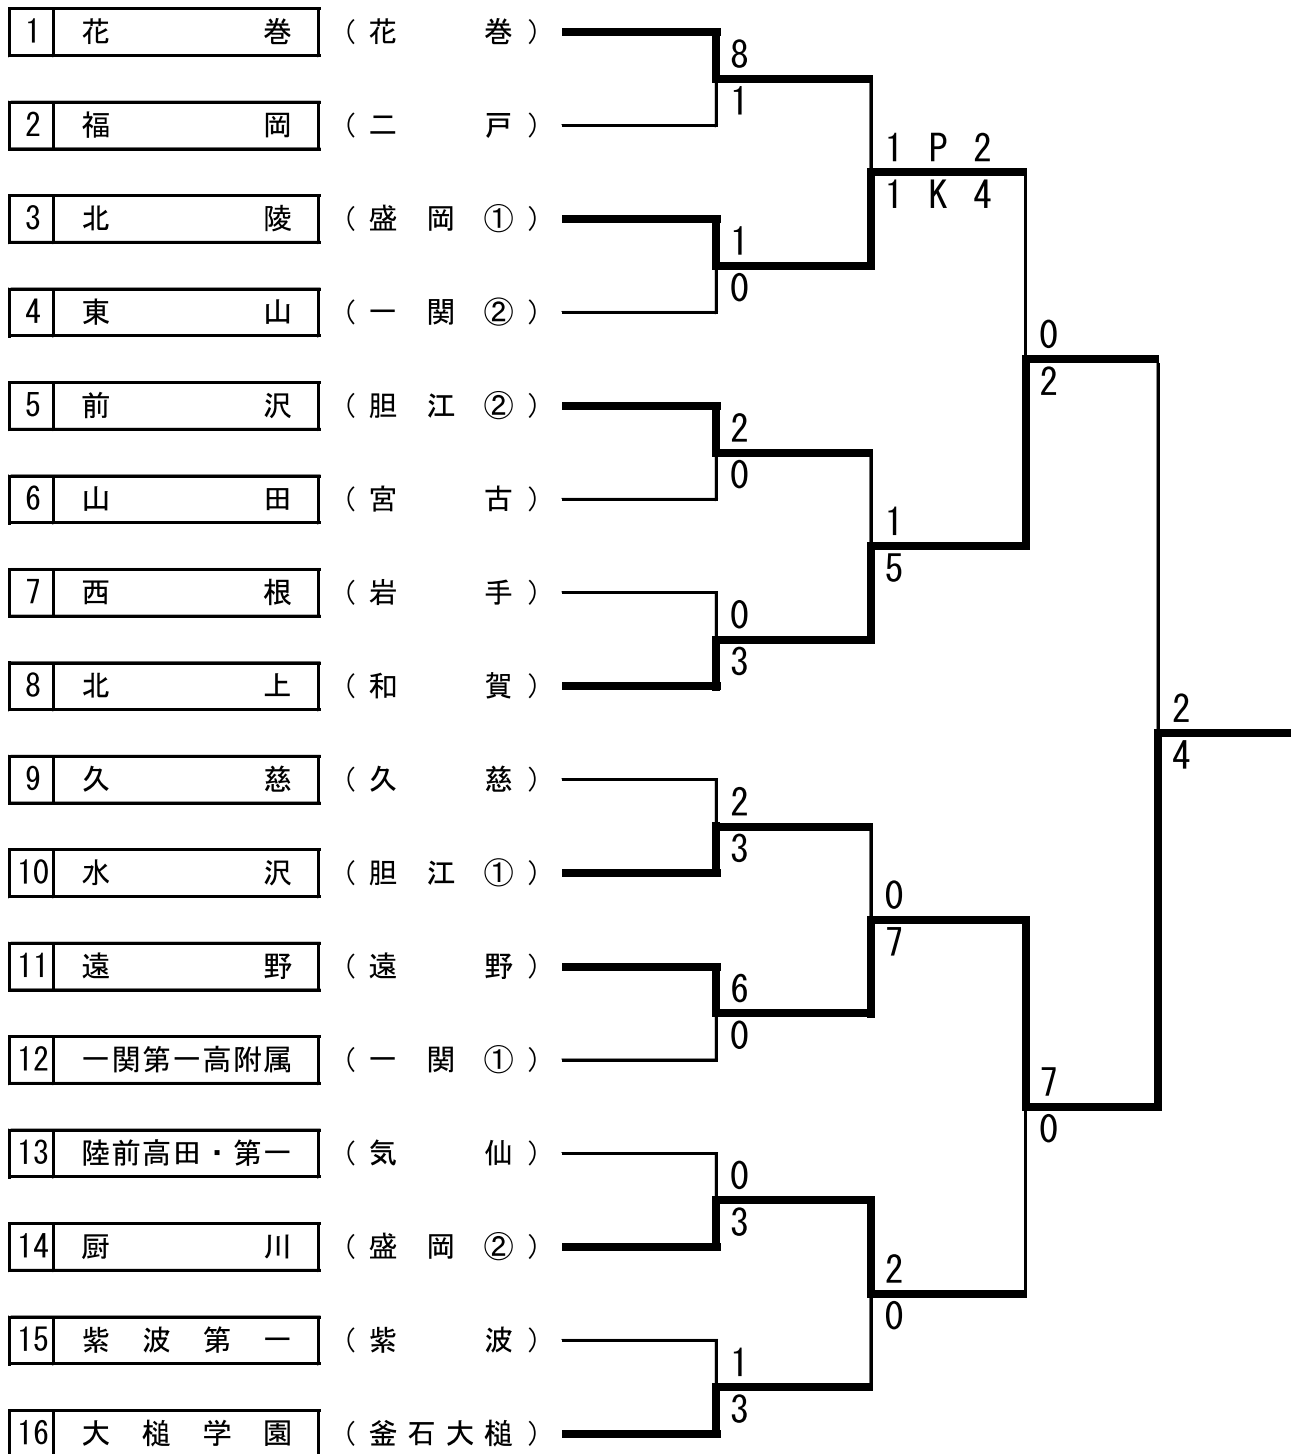 1 花巻 (花巻)
8
1
2 福岡 (二戸)
1 P 2
1 K 4
3 北陵 (盛岡①)
1
0
4 東山 (一関②)
0
2
5 前沢 (胆江②)
2
0
6 山田 (宮古)
1
5
7 西根 (岩手)
0
3
8 北上 (和賀)
2
4
9 久慈 (久慈)
2
3
10 水沢 (胆江①)
0
7
11 遠野 (遠野)
6
0
12 一関第一高附属 (一関①)
7
0
13 陸前高田・第一 (気仙)
0
3
14 厨川 (盛岡②)
2
0
15 紫波第一 (紫波)
1
3
16 大槌学園 (釜石大槌)